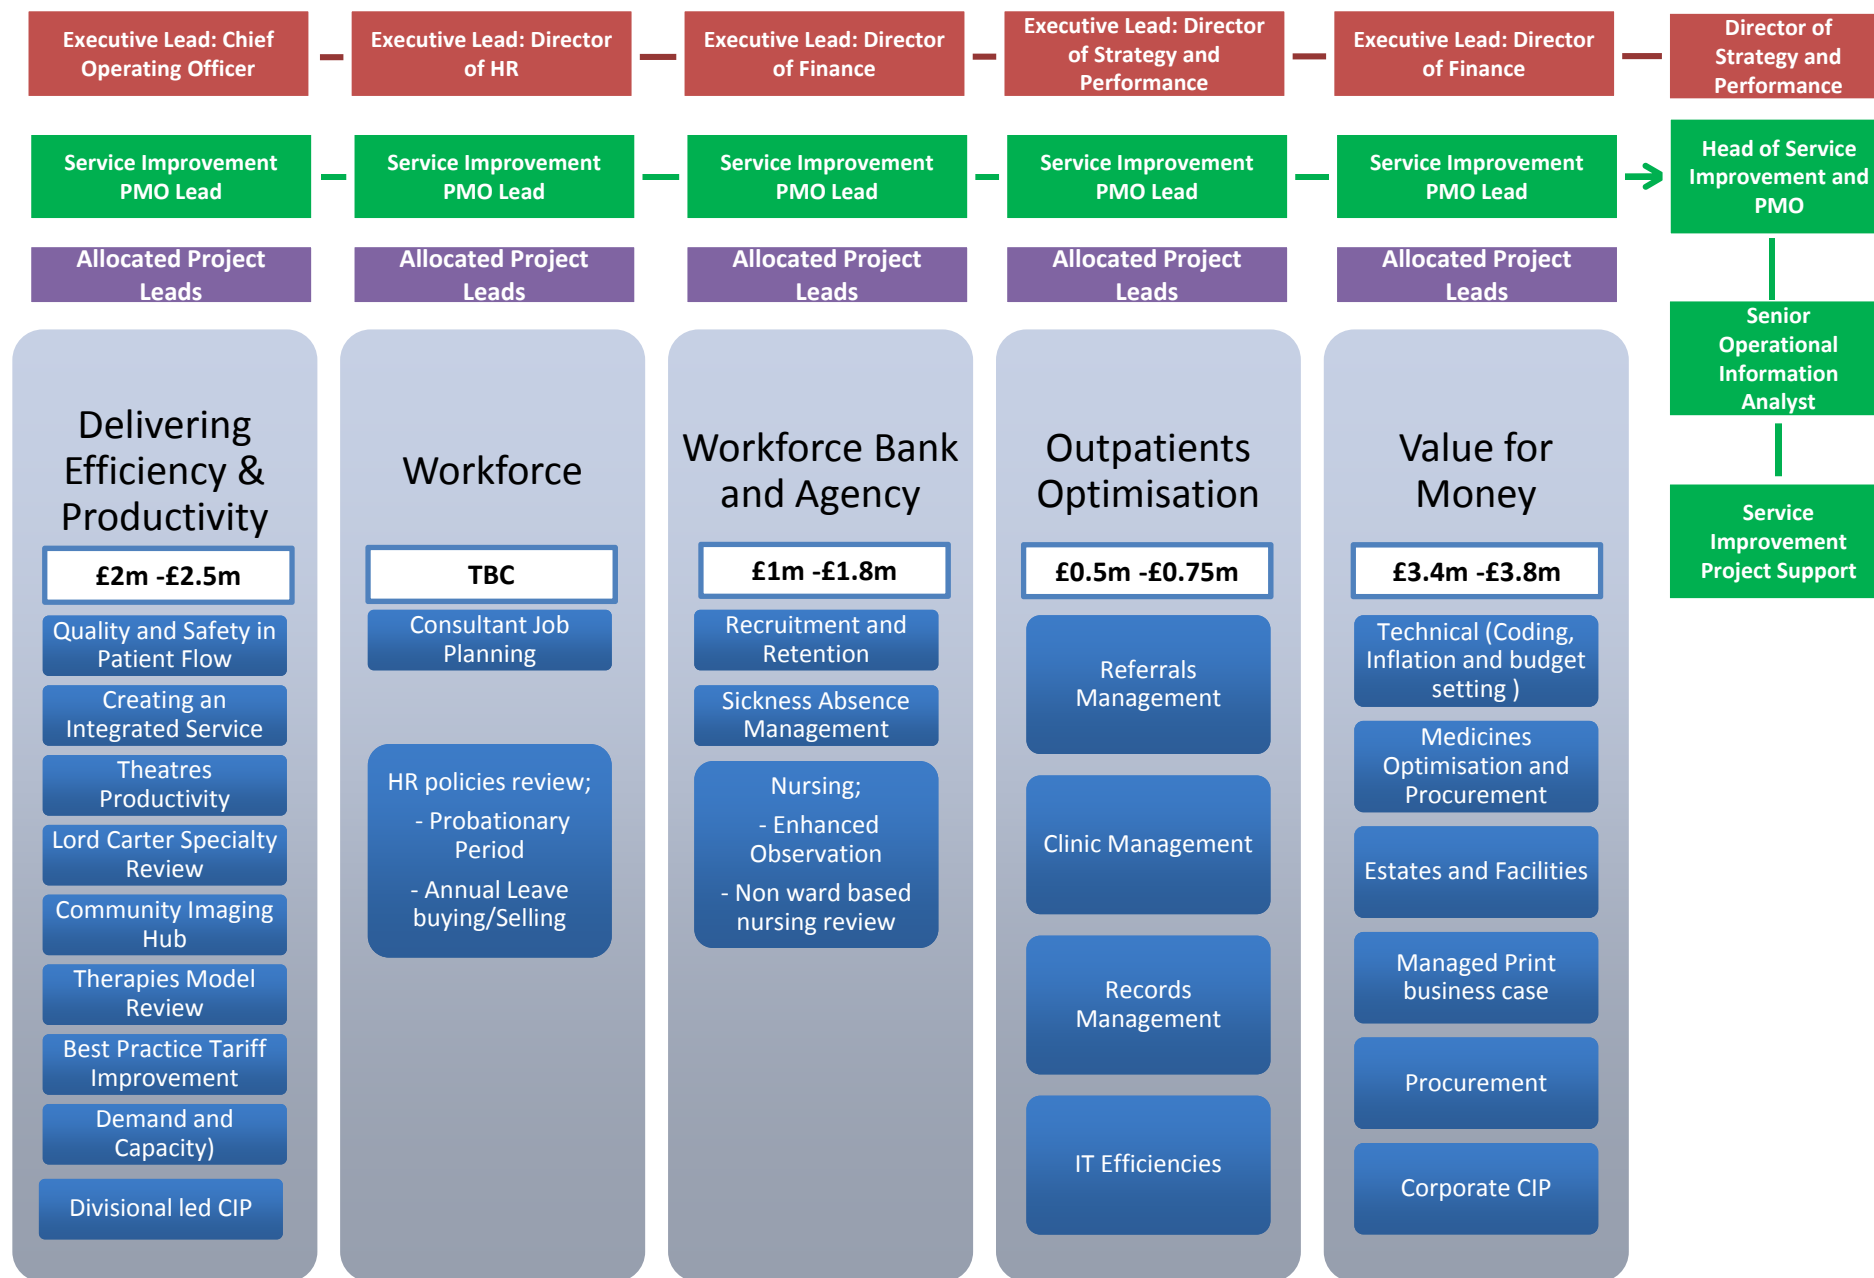 Executive Lead: Chief
Operating Officer
Executive Lead: Director
of HR
Executive Lead: Director
of Finance
Executive Lead: Director
of Strategy and
Performance
Executive Lead: Director
of Finance
Director of
Strategy and
Performance
Service Improvement
PMO Lead
Service Improvement
PMO Lead
Service Improvement
PMO Lead
Service Improvement
PMO Lead
Service Improvement
PMO Lead
Head of Service
Improvement and
PMO
Allocated Project
Leads
Allocated Project
Leads
Allocated Project
Leads
Allocated Project
Leads
Allocated Project
Leads
Senior
Operational
Information
Analyst
Service
Improvement
Project Support
Delivering
Efficiency &
Productivity
£2m -£2.5m
Quality and Safety in
Patient Flow
Creating an
Integrated Service
Theatres
Productivity
Lord Carter Specialty
Review
Community Imaging
Hub
Therapies Model
Review
Best Practice Tariff
Improvement
Demand and
Capacity)
Divisional led CIP
Workforce
TBC
Consultant Job
Planning
HR policies review;
- Probationary
Period
- Annual Leave
buying/Selling
Workforce Bank
and Agency
£1m -£1.8m
Recruitment and
Retention
Sickness Absence
Management
Nursing;
- Enhanced
Observation
- Non ward based
nursing review
Outpatients
Optimisation
£0.5m -£0.75m
Referrals
Management
Clinic Management
Records
Management
IT Efficiencies
Value for
Money
£3.4m -£3.8m
Technical (Coding,
Inflation and budget
setting )
Medicines
Optimisation and
Procurement
Estates and Facilities
Managed Print
business case
Procurement
Corporate CIP